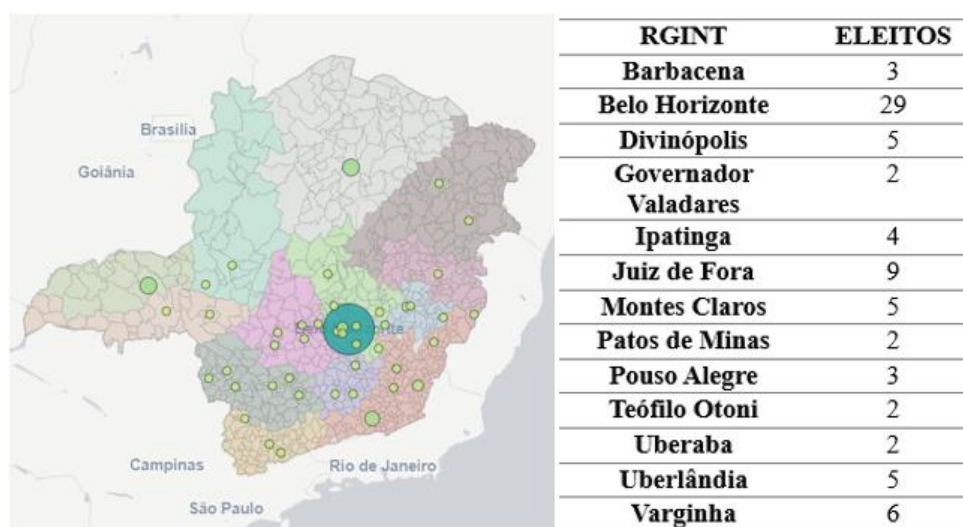 Brasilia
Goiânia
Campinas
Rio de Janeiro
São Paulo
RGINT ELEITOS
Barbacena 3
Belo Horizonte 29
Divinópolis 5
Governador 2
Valadares
Ipatinga 4
Juiz de Fora 9
Montes Claros 5
Patos de Minas 2
Pouso Alegre 3
Teófilo Otoni 2
Uberaba 2
Uberlândia 5
Varginha 6